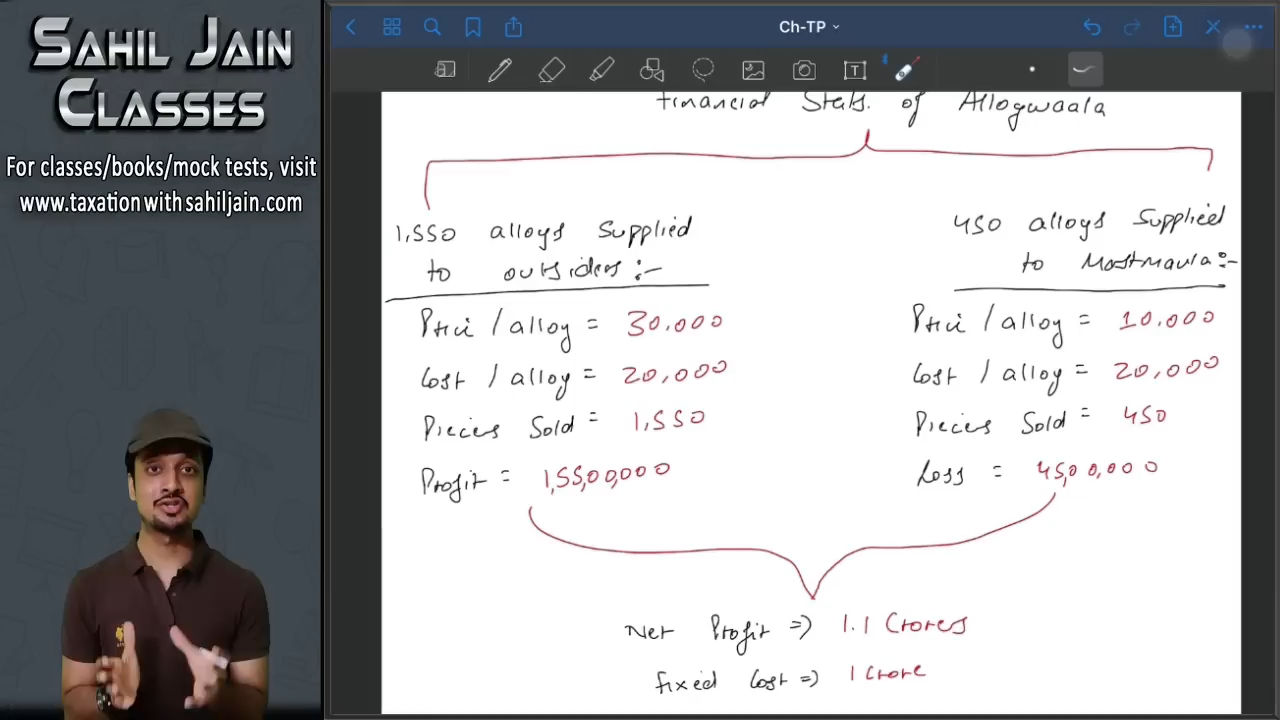 SAHIL JAIN
CLASSES
For classes/books/mock tests, visit
www.taxationwithsahiljain.com
Ch-TP
Financial Stats. of Allogwaala
1,550 alloys supplied
to outsiders :-
Price / alloy = 30,000
Cost / alloy = 20,000
Pieces Sold = 1,550
Profit = 1,55,00,000
450 alloys supplied
to Mastmaula :-
Price / alloy = 10,000
Cost / alloy = 20,000
Pieces Sold = 450
Loss = 45,00,000
Net Profit => 1.1 Crores
Fixed Cost => 1 Crore